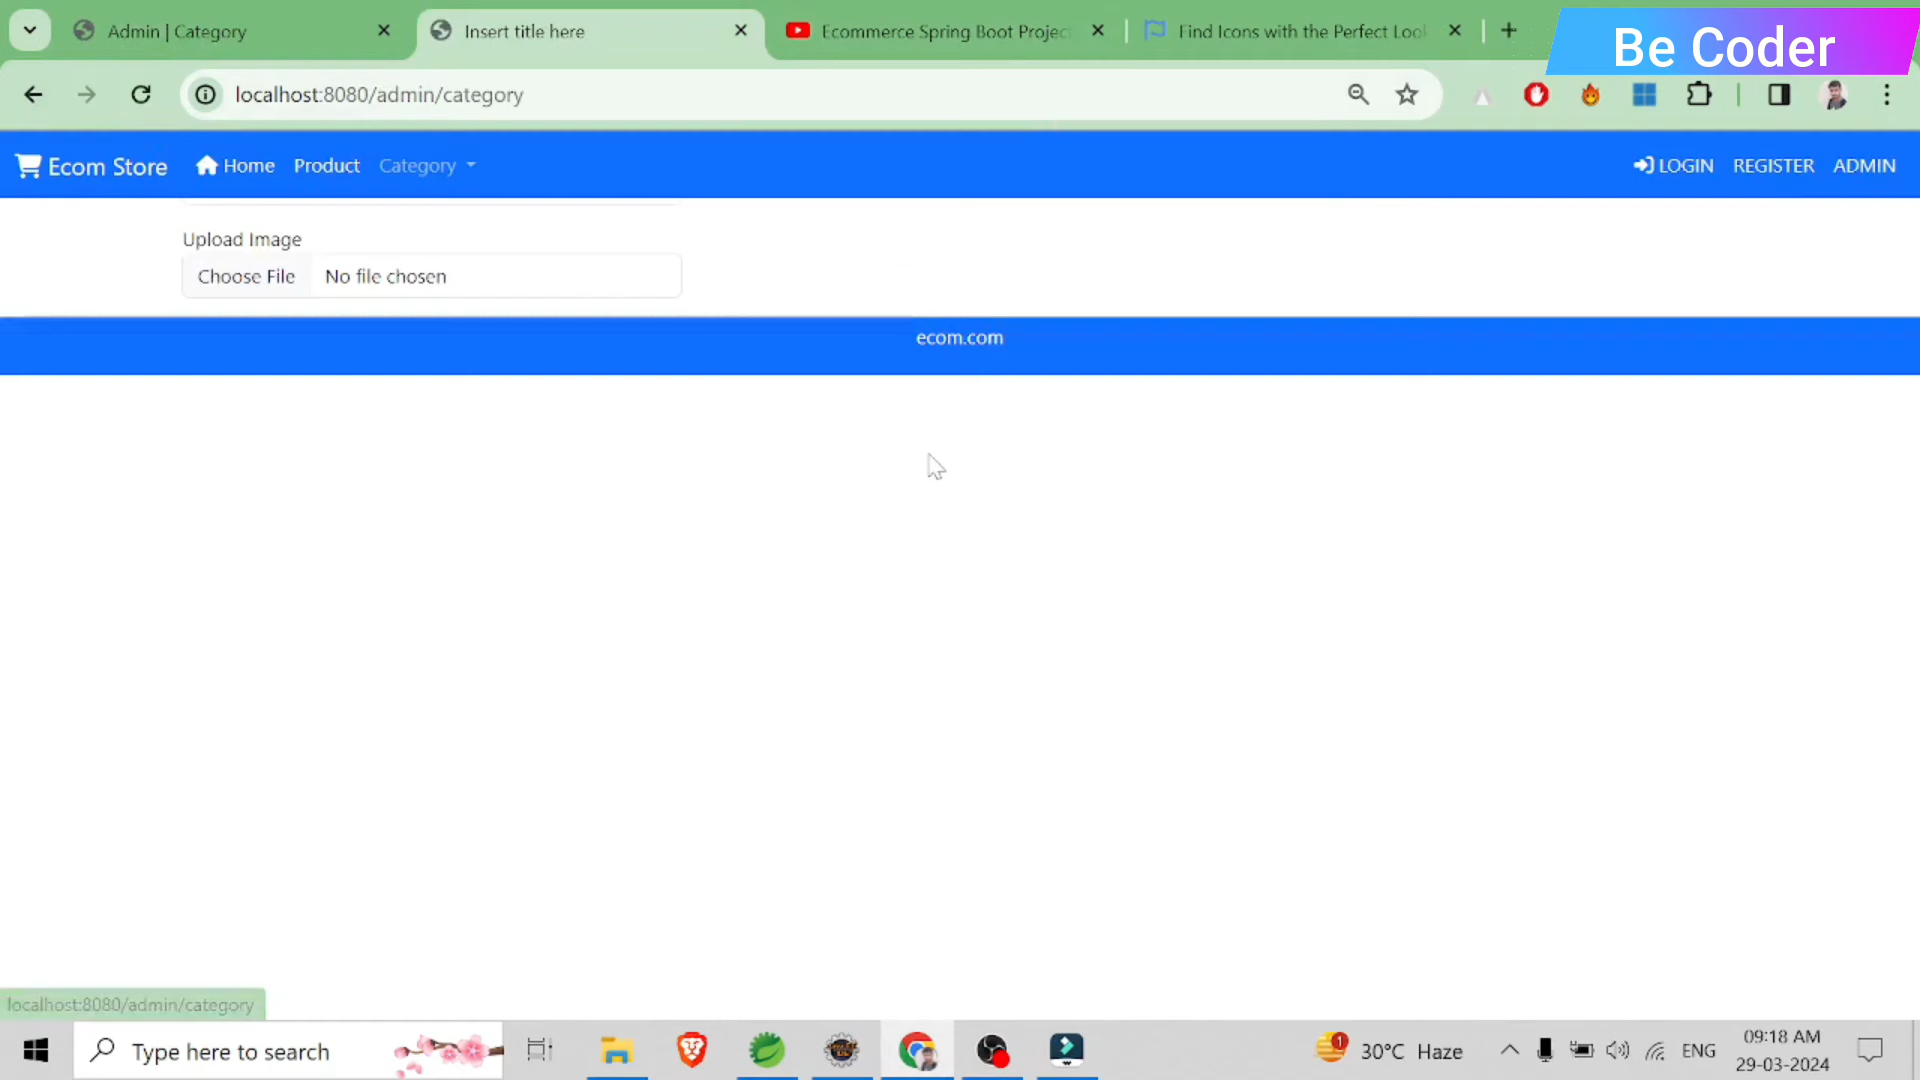 Admin | Category
Insert title here
Ecommerce Spring Boot Projec
Find Icons with the Perfect Lool
Be Coder
localhost:8080/admin/category
Ecom Store
Home
Product
Category
LOGIN
REGISTER
ADMIN
Upload Image
Choose File
No file chosen
ecom.com
localhost:8080/admin/category
Type here to search
1
30°C Haze
ENG
09:18 AM
29-03-2024